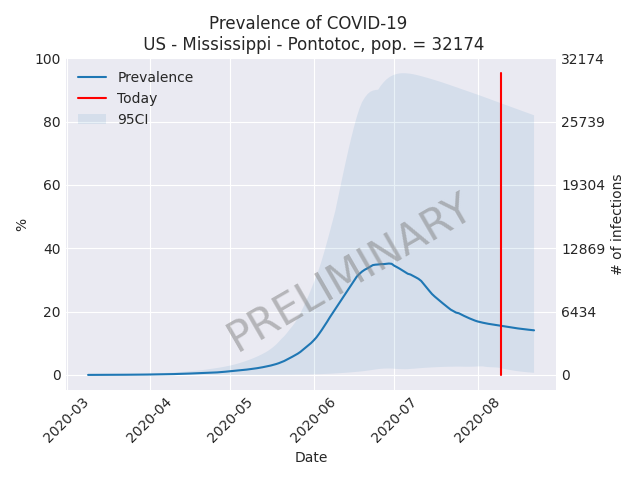 Prevalence of COVID-19
US - Mississippi - Pontotoc, pop. = 32174
100
80
60
40
20
0
%
32174
25739
19304
12869
6434
0
# of infections
Prevalence
Today
95CI
PRELIMINARY
2020-03
2020-04
2020-05
2020-06
2020-07
2020-08
Date